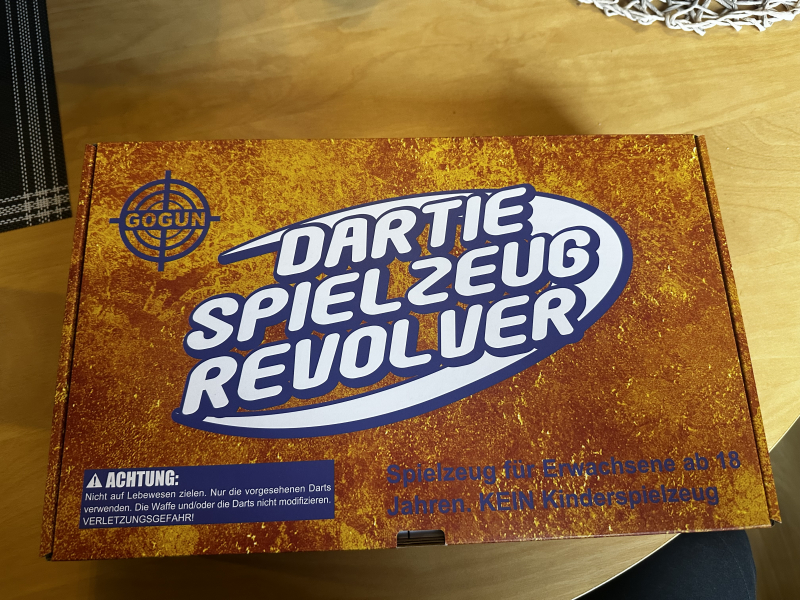 GOGUN
DARTIE
SPIELZEUG
REVOLVER
ACHTUNG:
Nicht auf Lebewesen zielen. Nur die vorgesehenen Darts
verwenden. Die Waffe und/oder die Darts nicht modifizieren.
VERLETZUNGSGEFAHR!
Spielzeug für Erwachsene ab 18
Jahren. KEIN Kinderspielzeug